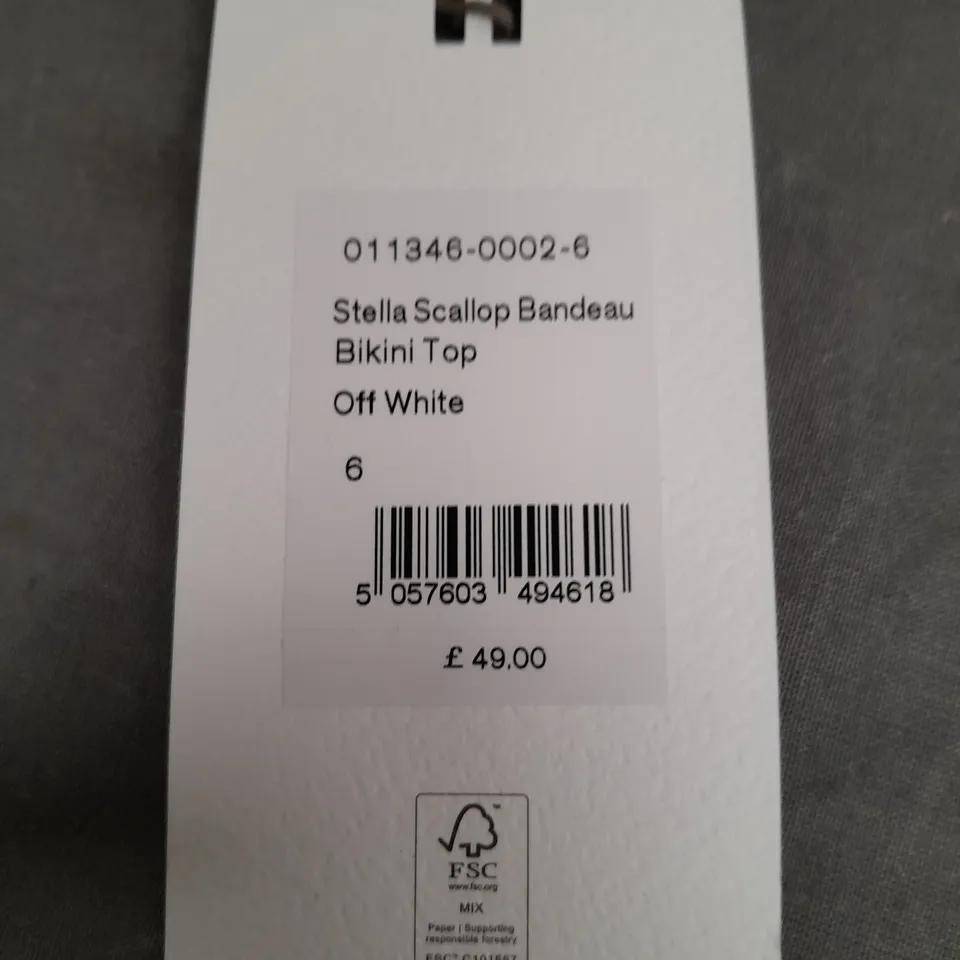 011346-0002-6
Stella Scallop Bandeau
Bikini Top
Off White
6
5 057603 494618
£ 49.00
FSC
www.fsc.org
MIX
Paper | Supporting
responsible forestry